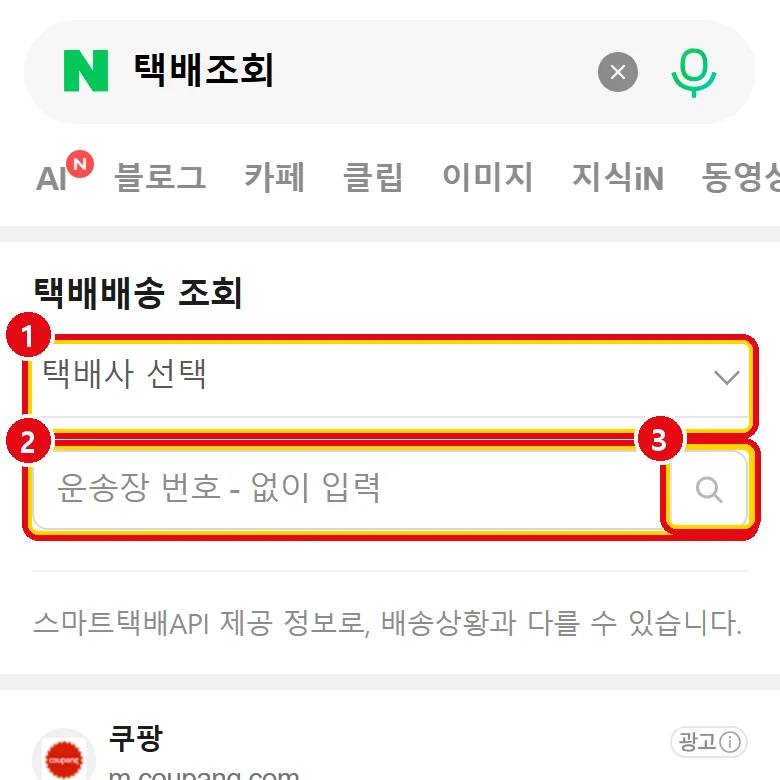 N 택배조회
AI N 블로그 카페 클립 이미지 지식iN 동영상
택배배송 조회
1
택배사 선택
2
3
운송장 번호 - 없이 입력
스마트택배API 제공 정보로, 배송상황과 다를 수 있습니다.
쿠팡
광고
coupang
m.coupang.com